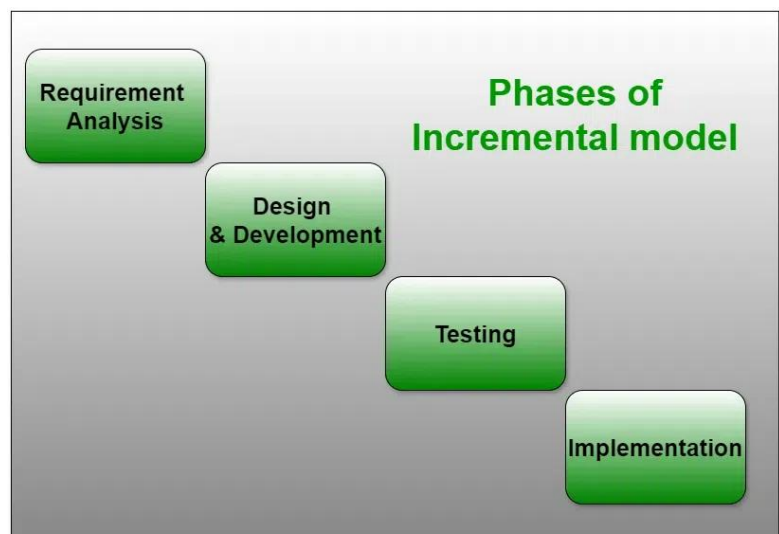 Phases of
Incremental model
Requirement
Analysis
Design
& Development
Testing
Implementation